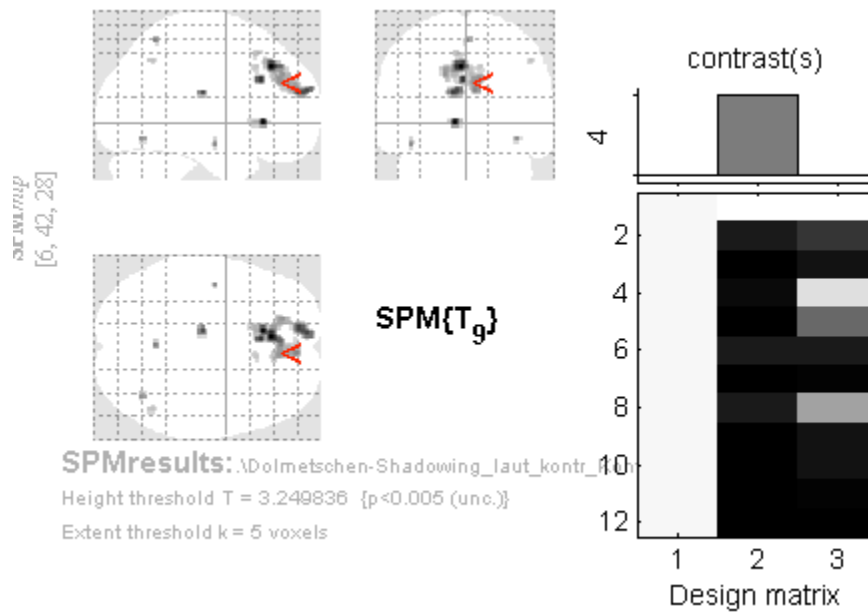 contrast(s)
4
[6, 42, 28]
SPM{T9}
2
4
6
8
10
12
1 2 3
Design matrix
SPMresults: .\Dolmetschen-Shadowing_laut_kontr_
Height threshold T = 3.249836 {p<0.005 (unc.)}
Extent threshold k = 5 voxels